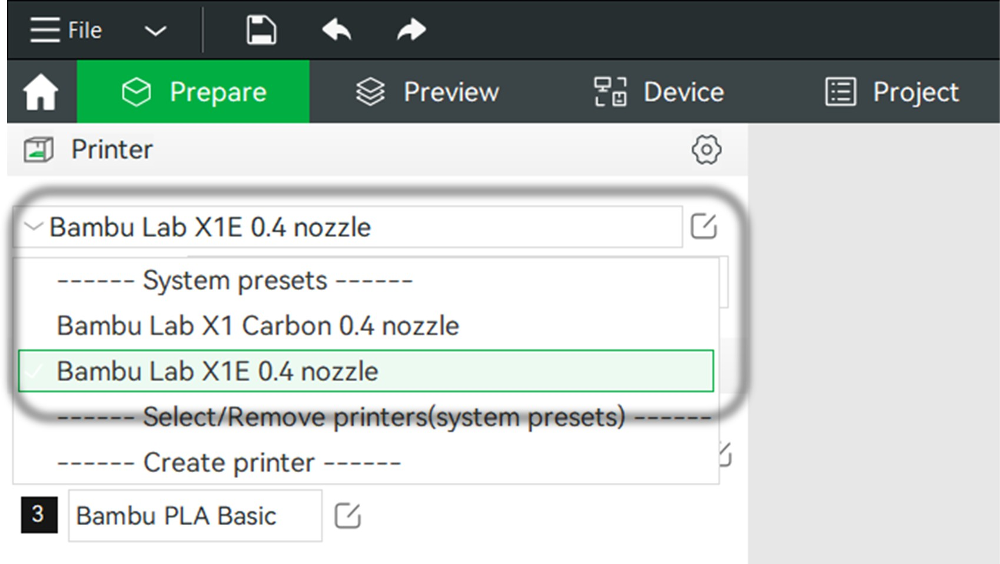 File
Prepare Preview Device Project
Printer
Bambu Lab X1E 0.4 nozzle
------ System presets ------
Bambu Lab X1 Carbon 0.4 nozzle
Bambu Lab X1E 0.4 nozzle
------ Select/Remove printers(system presets) ------
------ Create printer ------
3 Bambu PLA Basic